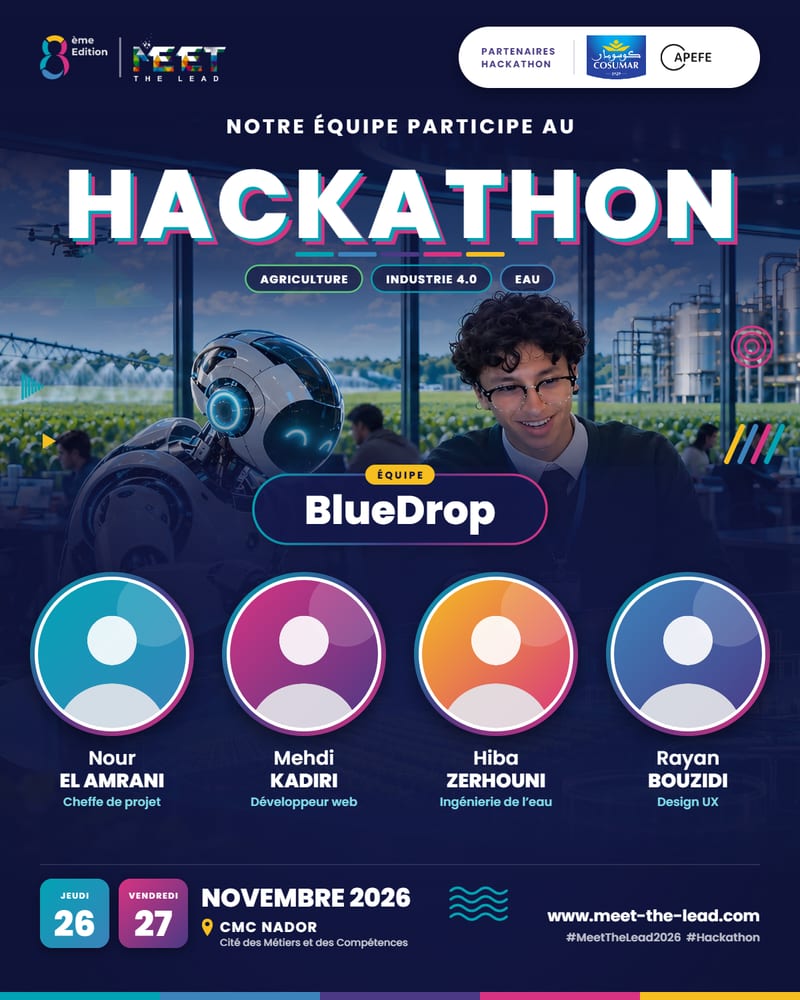 8ème
Edition
MEET
THE LEAD
PARTENAIRES
HACKATHON
كوسومار
COSUMAR
1929
APEFE
NOTRE ÉQUIPE PARTICIPE AU
HACKATHON
AGRICULTURE
INDUSTRIE 4.0
EAU
ÉQUIPE
BlueDrop
Nour
EL AMRANI
Cheffe de projet
Mehdi
KADIRI
Développeur web
Hiba
ZERHOUNI
Ingénierie de l'eau
Rayan
BOUZIDI
Design UX
JEUDI
26
VENDREDI
27
NOVEMBRE 2026
CMC NADOR
Cité des Métiers et des Compétences
www.meet-the-lead.com
#MeetTheLead2026 #Hackathon